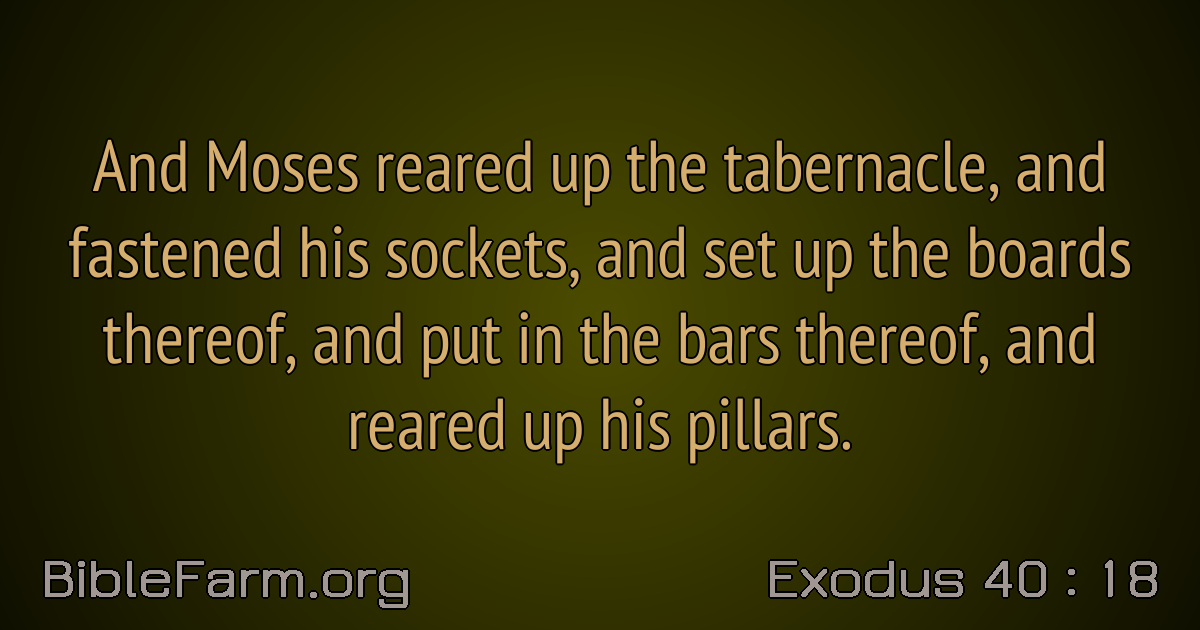 And Moses reared up the tabernacle, and
fastened his sockets, and set up the boards
thereof, and put in the bars thereof, and
reared up his pillars.
BibleFarm.org
Exodus 40 : 18